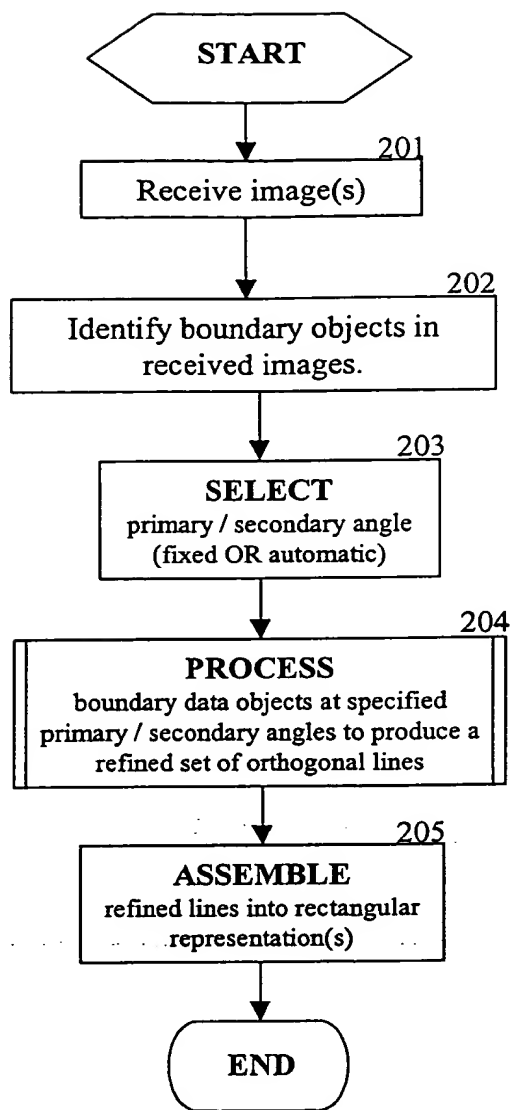 START
201
Receive image(s)
202
Identify boundary objects in
received images.
203
SELECT
primary / secondary angle
(fixed OR automatic)
204
PROCESS
boundary data objects at specified
primary / secondary angles to produce a
refined set of orthogonal lines
205
ASSEMBLE
refined lines into rectangular
representation(s)
END